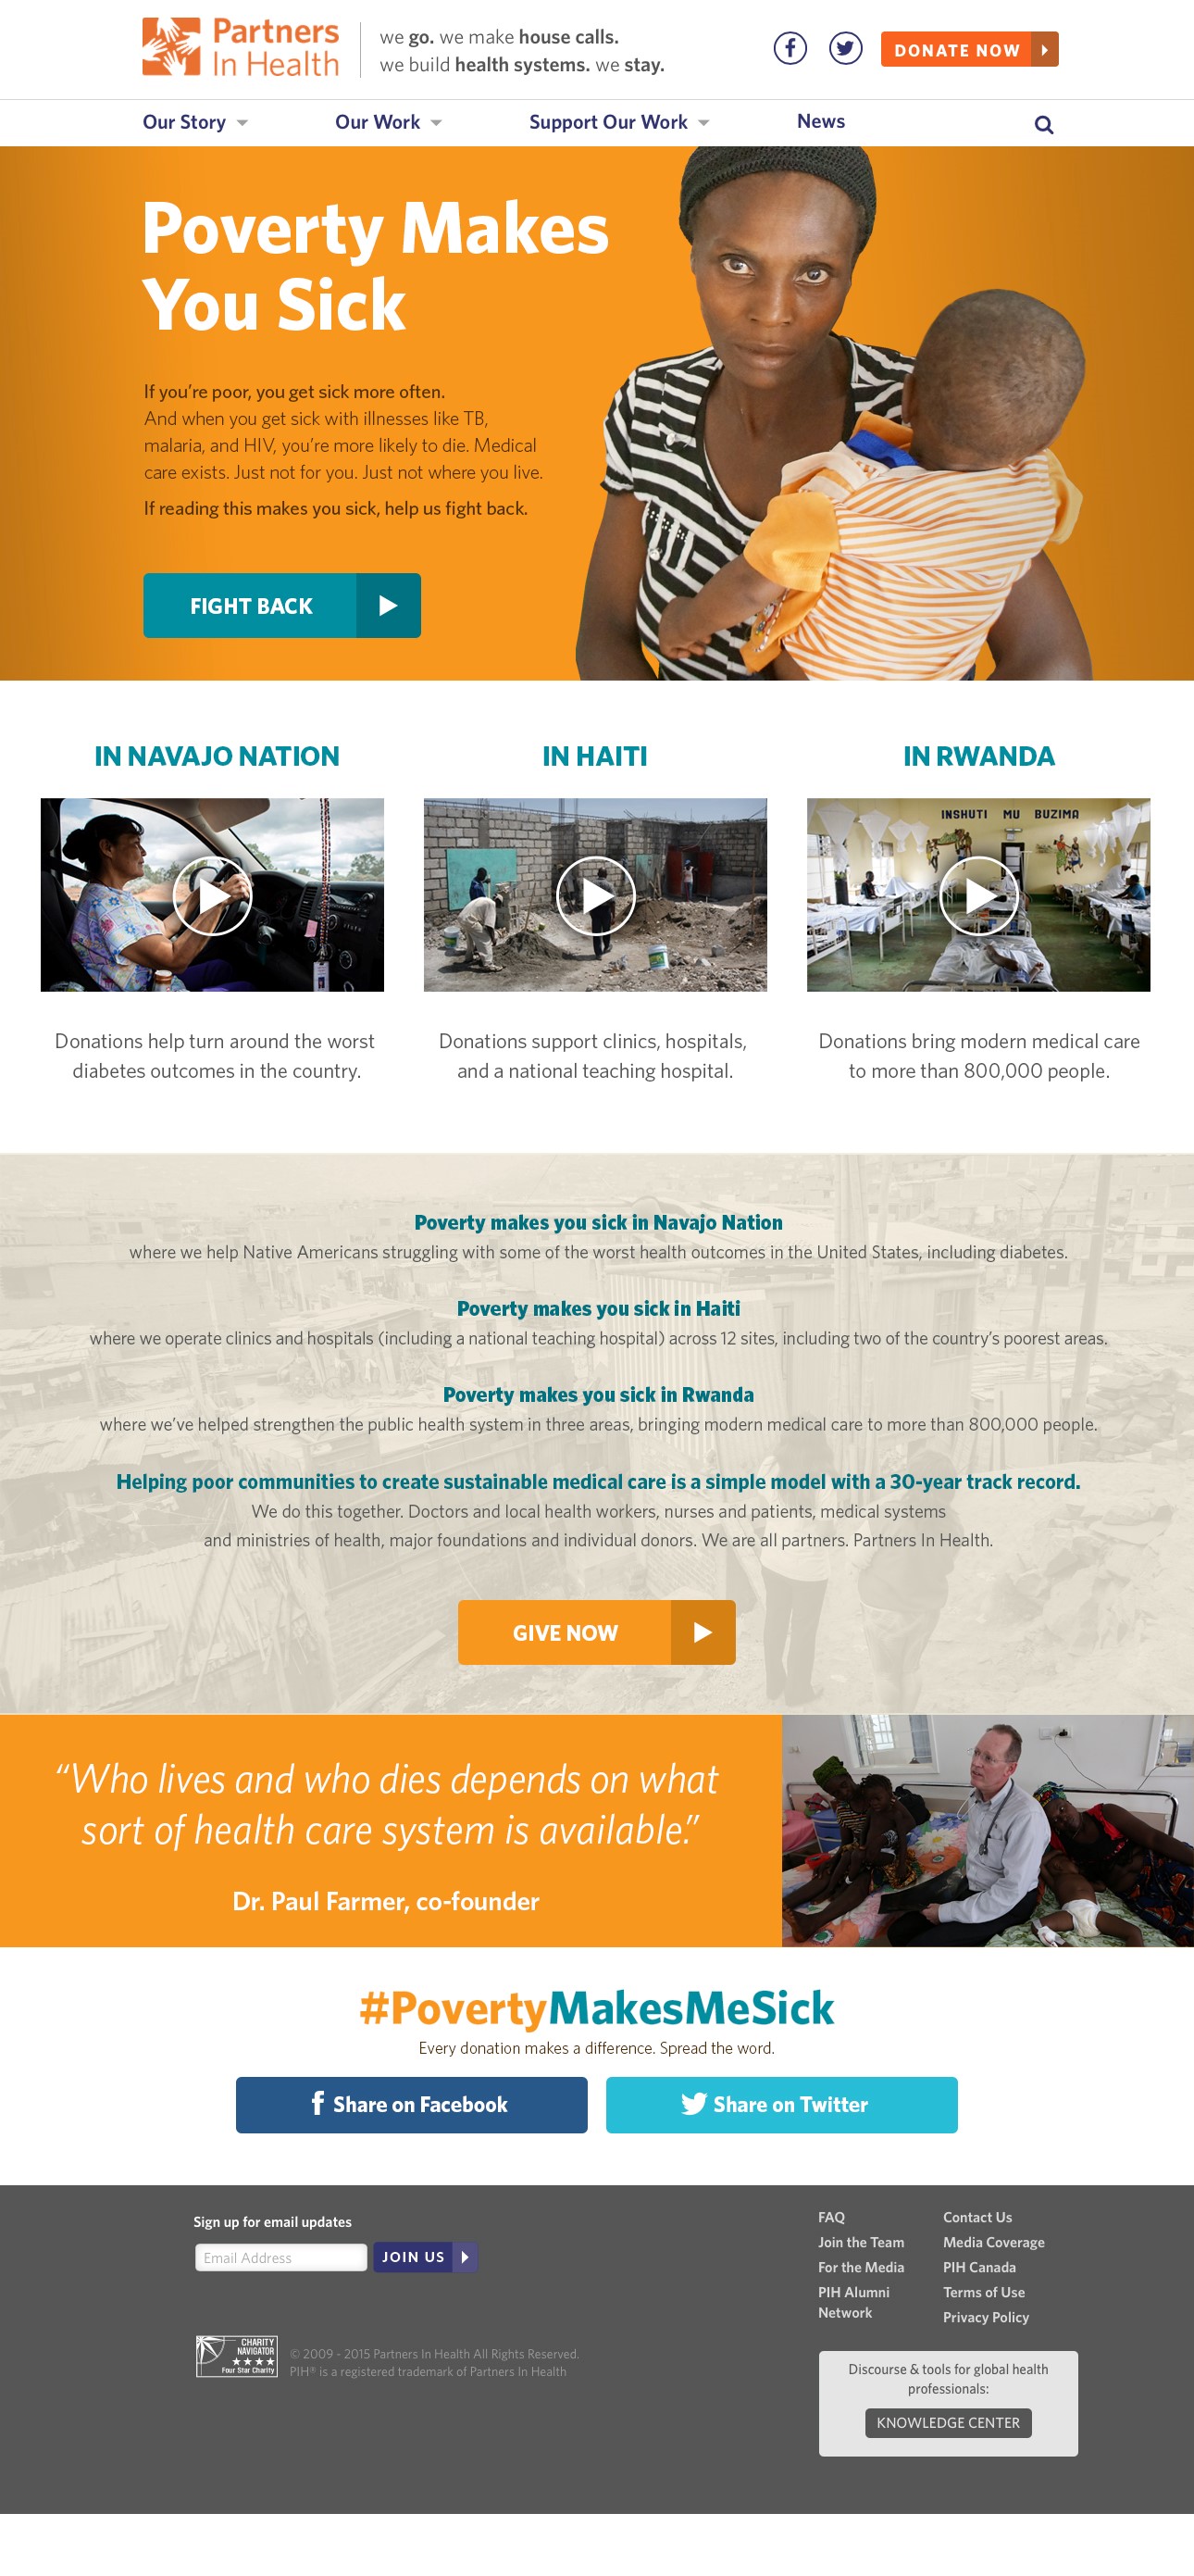 Partners
In Health
we go. we make house calls.
we build health systems. we stay.
DONATE NOW
Our Story
Our Work
Support Our Work
News
Poverty Makes
You Sick
If you’re poor, you get sick more often.
And when you get sick with illnesses like TB,
malaria, and HIV, you’re more likely to die. Medical
care exists. Just not for you. Just not where you live.
If reading this makes you sick, help us fight back.
FIGHT BACK
IN NAVAJO NATION
IN HAITI
IN RWANDA
INSHUTI MU BUZIMA
Donations help turn around the worst
diabetes outcomes in the country.
Donations support clinics, hospitals,
and a national teaching hospital.
Donations bring modern medical care
to more than 800,000 people.
Poverty makes you sick in Navajo Nation
where we help Native Americans struggling with some of the worst health outcomes in the United States, including diabetes.
Poverty makes you sick in Haiti
where we operate clinics and hospitals (including a national teaching hospital) across 12 sites, including two of the country’s poorest areas.
Poverty makes you sick in Rwanda
where we’ve helped strengthen the public health system in three areas, bringing modern medical care to more than 800,000 people.
Helping poor communities to create sustainable medical care is a simple model with a 30-year track record.
We do this together. Doctors and local health workers, nurses and patients, medical systems
and ministries of health, major foundations and individual donors. We are all partners. Partners In Health.
GIVE NOW
“Who lives and who dies depends on what
sort of health care system is available.”
Dr. Paul Farmer, co-founder
#PovertyMakesMeSick
Every donation makes a difference. Spread the word.
Share on Facebook
Share on Twitter
Sign up for email updates
Email Address
JOIN US
FAQ
Join the Team
For the Media
PIH Alumni
Network
Contact Us
Media Coverage
PIH Canada
Terms of Use
Privacy Policy
CHARITY
NAVIGATOR
★★★★
Four Star Charity
© 2009 - 2015 Partners In Health All Rights Reserved.
PIH® is a registered trademark of Partners In Health
Discourse & tools for global health
professionals:
KNOWLEDGE CENTER